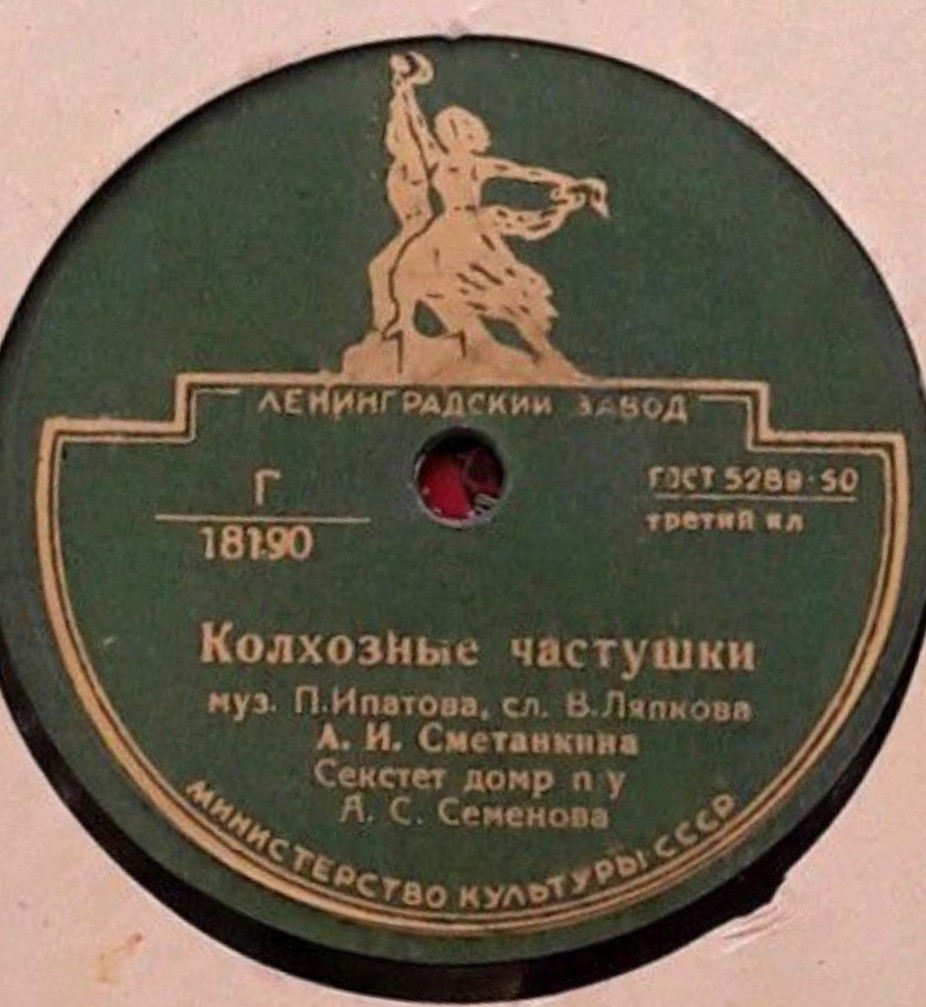 ЛЕНИНГРАДСКИЙ ЗАВОД
Г
18190
ГОСТ 5289-50
третий кл
Колхозные частушки
муз. П.Ипатова, сл. В.Ляпкова
А. И. Сметанкина
Секстет домр п у
А. С. Семенова
МИНИСТЕРСТВО КУЛЬТУРЫ СССР